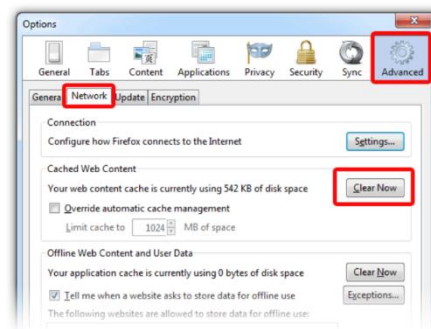 Options
General Tabs Content Applications Privacy Security Sync Advanced
General Network Update Encryption
Connection
Configure how Firefox connects to the Internet Settings...
Cached Web Content
Your web content cache is currently using 542 KB of disk space Clear Now
Override automatic cache management
Limit cache to 1024 MB of space
Offline Web Content and User Data
Your application cache is currently using 0 bytes of disk space Clear Now
Tell me when a website asks to store data for offline use Exceptions...
The following websites are allowed to store data for offline use: